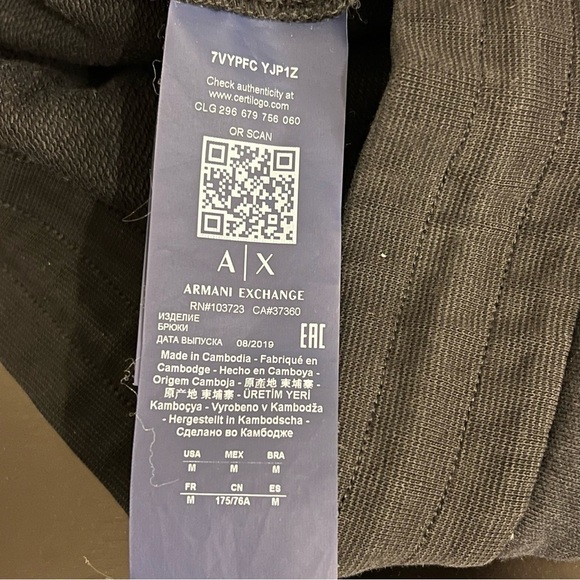 7VYPFC YJP1Z
Check authenticity at
www.certilogo.com
CLG 296 679 756 060
OR SCAN
A|X
ARMANI EXCHANGE
RN#103723 CA#37360
ИЗДЕЛИЕ
БРЮКИ
ДАТА ВЫПУСКА 08/2019
EAC
Made in Cambodia - Fabriqué en
Cambodge - Hecho en Camboya -
Origem Camboja - 原產地 柬埔寨 -
原产地 柬埔寨 - ÜRETİM YERİ
Kamboçya - Vyrobeno v Kambodža
- Hergestellt in Kambodscha -
Сделано во Камбодже
USA MEX BRA
M M M
FR CN ES
M 175/76A M